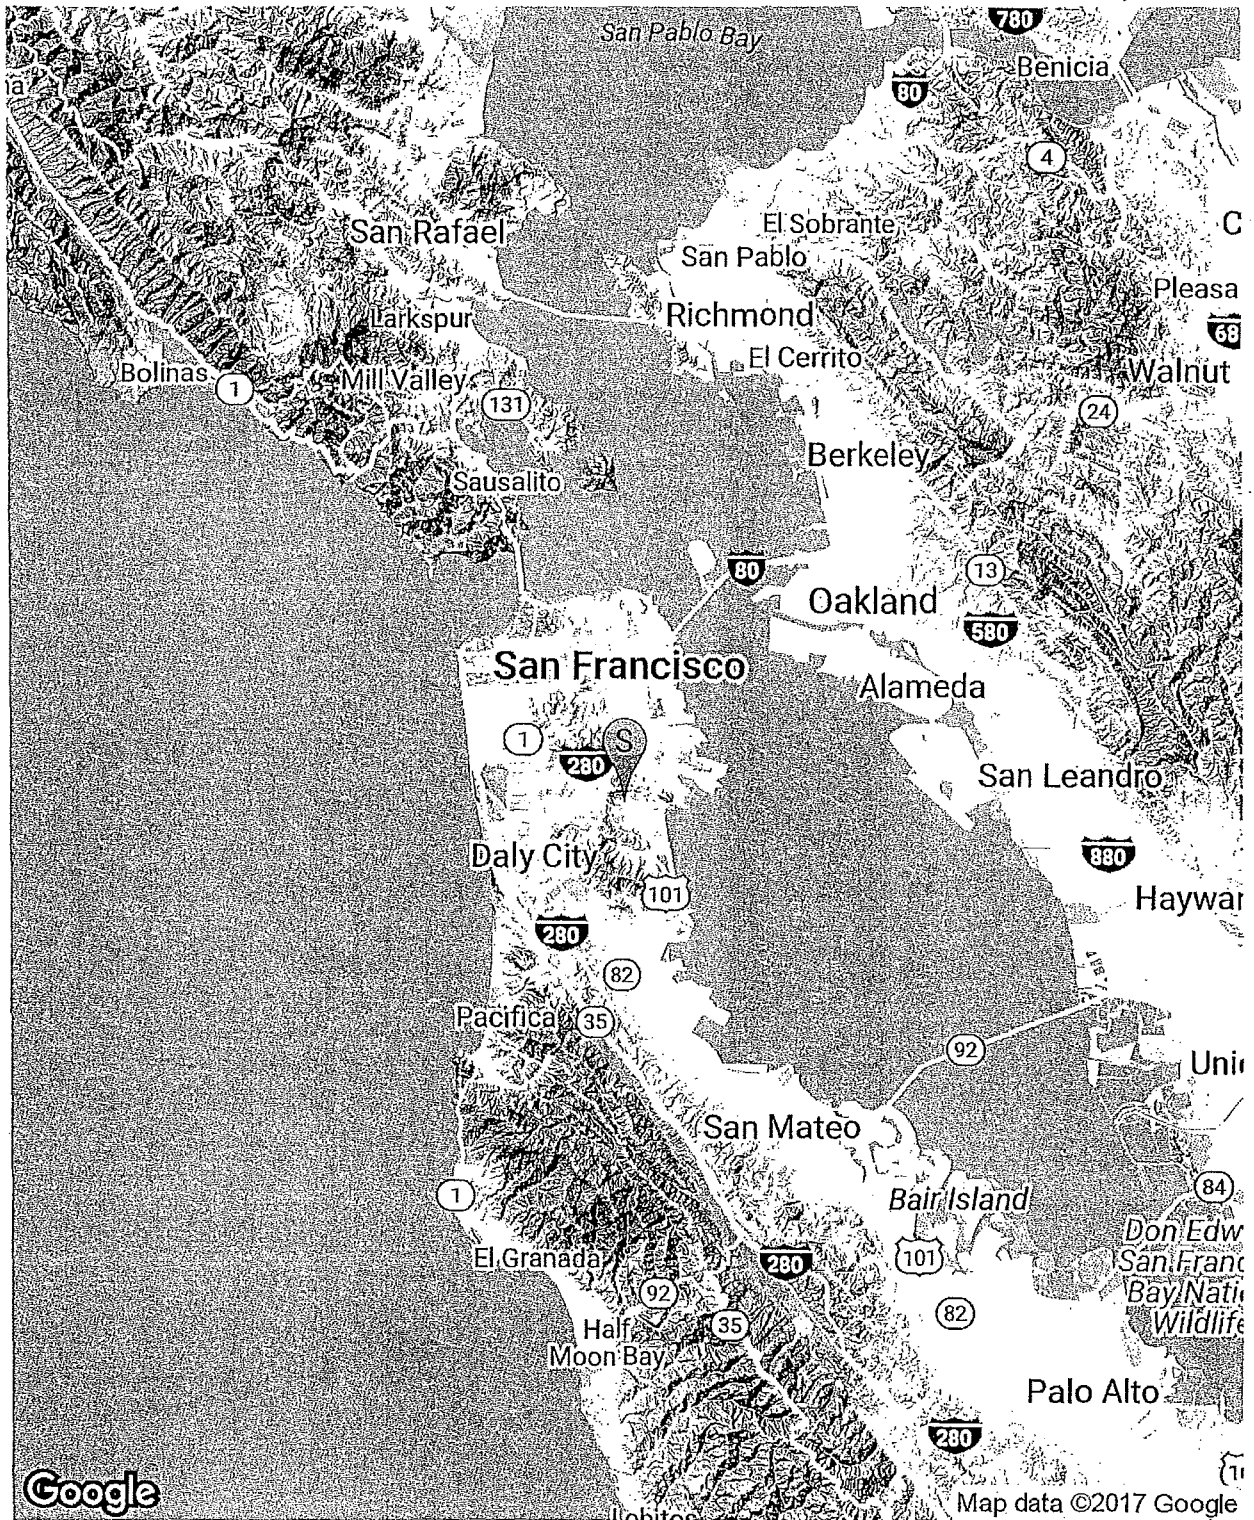 780
San Pablo Bay
Benicia
80
na
4
El Sobrante
San Rafael
C
San Pablo
Pleasa
Richmond
Larkspur
68
El Cerrito
Walnut
Bolinas
1
Mill Valley
131
24
Berkeley
Sausalito
80
13
Oakland
580
San Francisco
Alameda
1
S
280
San Leandro
Daly City
880
101
Haywar
280
82
Pacifica
35
92
Uni
San Mateo
84
1
Bair Island
Don Edw
San Franc
Bay Nati
Wildlife
El Granada
280
101
92
82
35
Half
Moon Bay
Palo Alto
280
Google
Map data ©2017 Google
Lobitos